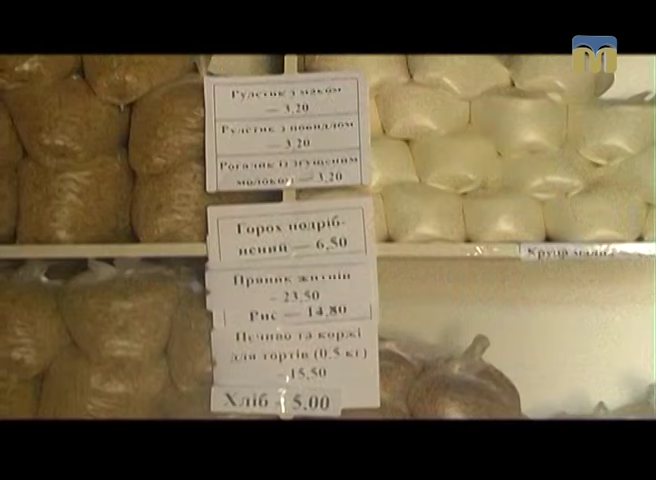 Рулетик з маком
— 3,20
Рулетик з повидлом
— 3,20
Рогалик із згущеним
молоком — 3,20
Горох подріб-
нений — 6,50
Пряник житній
- 23,50
Рис — 14,80
Печиво та коржі
для тортів (0,5 кг)
- 15,50
Хліб - 5.00
Крупа